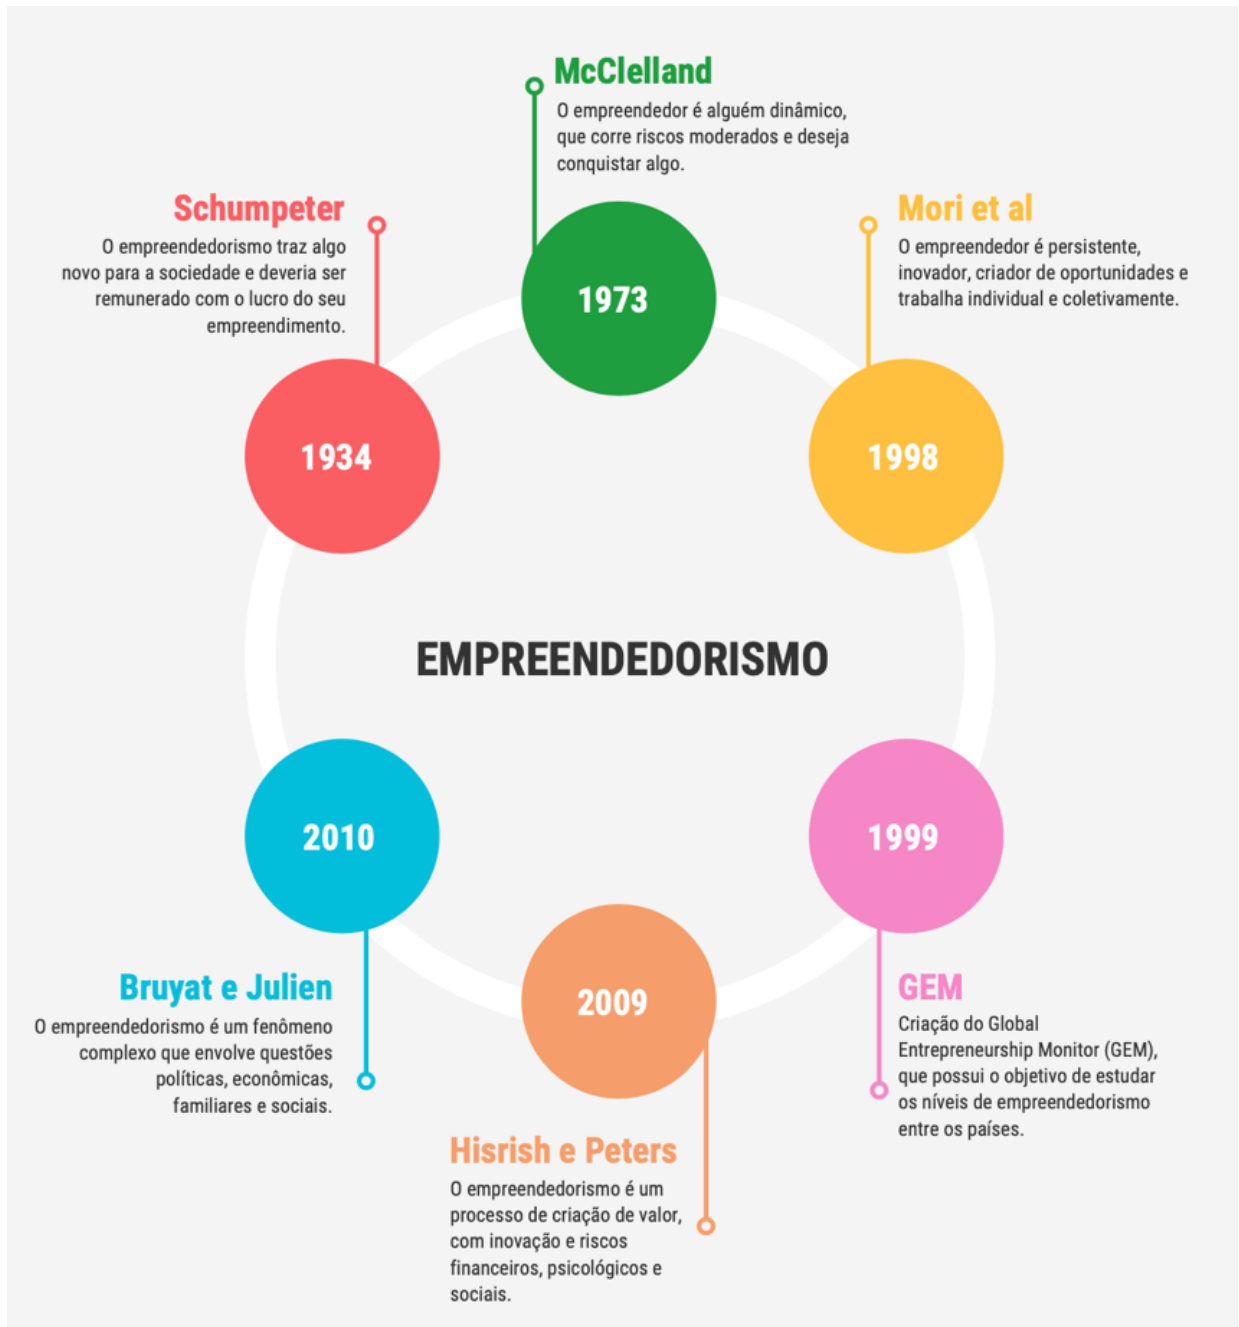 McClelland
O empreendedor é alguém dinâmico,
que corre riscos moderados e deseja
conquistar algo.
Schumpeter
O empreendedorismo traz algo
novo para a sociedade e deveria ser
remunerado com o lucro do seu
empreendimento.
Mori et al
O empreendedor é persistente,
inovador, criador de oportunidades e
trabalha individual e coletivamente.
1973
1934
1998
EMPREENDEDORISMO
2010
1999
2009
Bruyat e Julien
O empreendedorismo é um fenômeno
complexo que envolve questões
políticas, econômicas,
familiares e sociais.
GEM
Criação do Global
Entrepreneurship Monitor (GEM),
que possui o objetivo de estudar
os níveis de empreendedorismo
entre os países.
Hisrish e Peters
O empreendedorismo é um
processo de criação de valor,
com inovação e riscos
financeiros, psicológicos e
sociais.